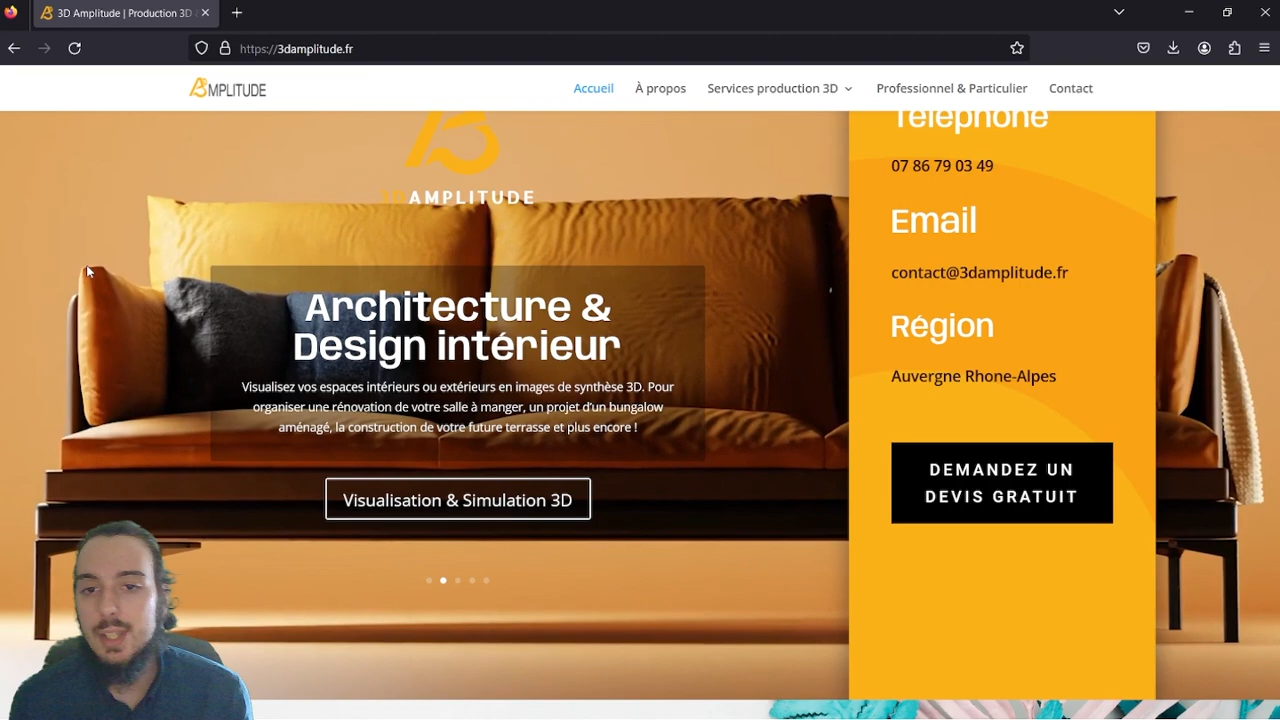 3D Amplitude | Production 3D
https://3damplitude.fr
AMPLITUDE
Accueil
À propos
Services production 3D
Professionnel & Particulier
Contact
3DAMPLITUDE
Architecture &
Design intérieur
Visualisez vos espaces intérieurs ou extérieurs en images de synthèse 3D. Pour
organiser une rénovation de votre salle à manger, un projet d'un bungalow
aménagé, la construction de votre future terrasse et plus encore !
Visualisation & Simulation 3D
Téléphone
07 86 79 03 49
Email
contact@3damplitude.fr
Région
Auvergne Rhone-Alpes
DEMANDEZ UN
DEVIS GRATUIT